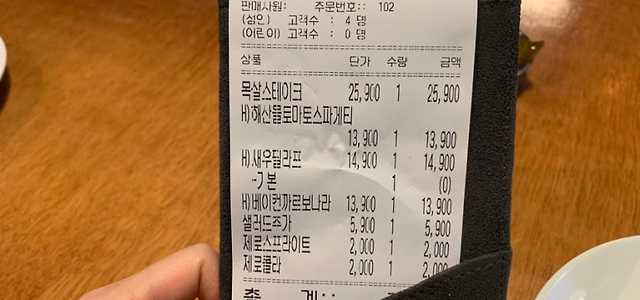 판매사원: 주문번호:: 102
(성인) 고객수 : 4 명
(어린이) 고객수 : 0 명
상품 단가 수량 금액
목살스테이크 25,900 1 25,900
H)해산물토마토스파게티
13,900 1 13,900
H)새우필라프 14,900 1 14,900
-기본 1 (0)
H)베이컨까르보나라 13,900 1 13,900
샐러드추가 5,900 1 5,900
제로스프라이트 2,000 1 2,000
제로콜라 2,000 1 2,000
총 계::